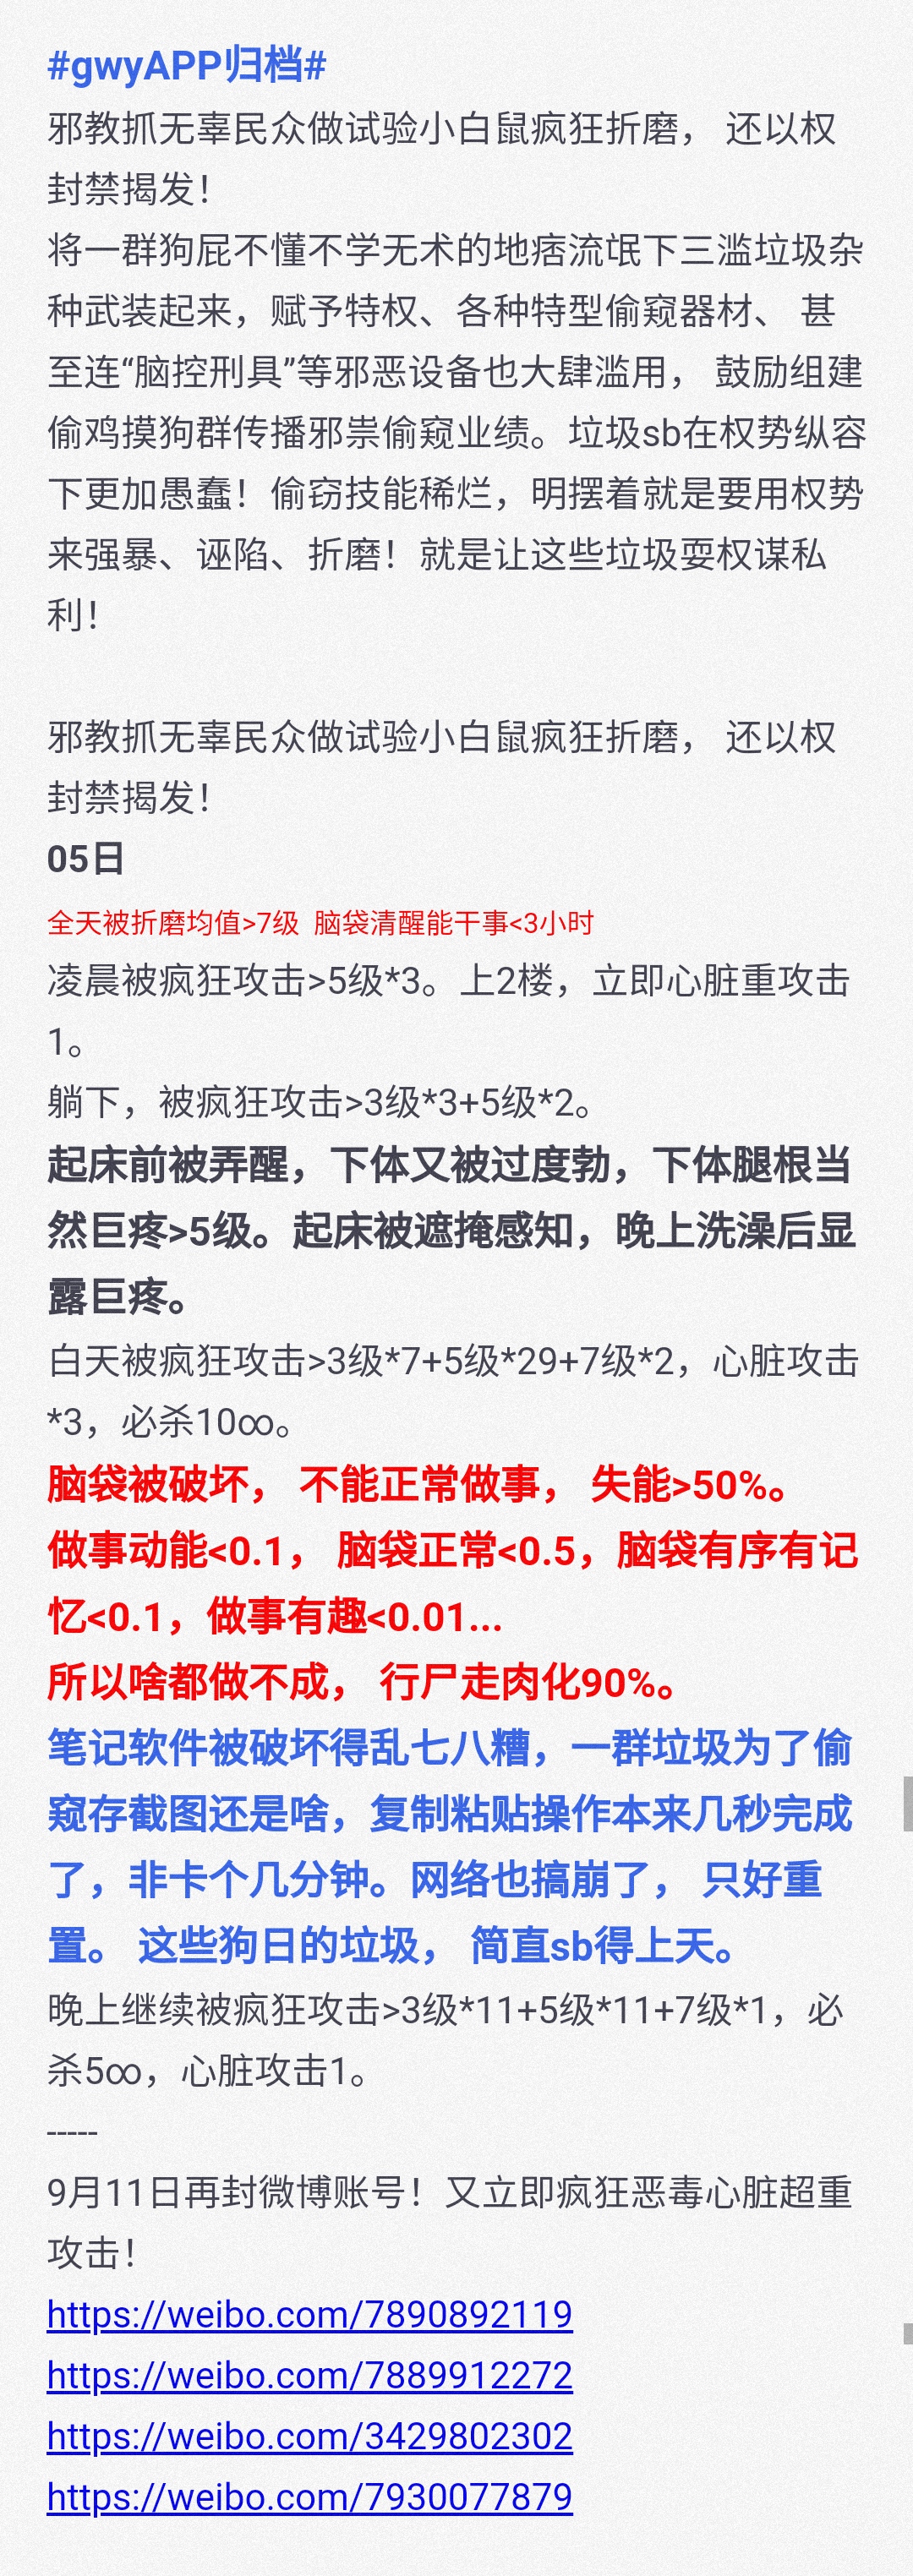 #gwyAPP归档#
邪教抓无辜民众做试验小白鼠疯狂折磨， 还以权
封禁揭发！
将一群狗屁不懂不学无术的地痞流氓下三滥垃圾杂
种武装起来，赋予特权、各种特型偷窥器材、 甚
至连“脑控刑具”等邪恶设备也大肆滥用， 鼓励组建
偷鸡摸狗群传播邪祟偷窥业绩。垃圾sb在权势纵容
下更加愚蠢！偷窃技能稀烂，明摆着就是要用权势
来强暴、诬陷、折磨！就是让这些垃圾耍权谋私
利！
邪教抓无辜民众做试验小白鼠疯狂折磨， 还以权
封禁揭发！
05日
全天被折磨均值>7级 脑袋清醒能干事<3小时
凌晨被疯狂攻击>5级*3。上2楼，立即心脏重攻击
1。
躺下，被疯狂攻击>3级*3+5级*2。
起床前被弄醒，下体又被过度勃，下体腿根当
然巨疼>5级。起床被遮掩感知，晚上洗澡后显
露巨疼。
白天被疯狂攻击>3级*7+5级*29+7级*2，心脏攻击
*3，必杀10∞。
脑袋被破坏， 不能正常做事， 失能>50%。
做事动能<0.1， 脑袋正常<0.5，脑袋有序有记
忆<0.1，做事有趣<0.01...
所以啥都做不成， 行尸走肉化90%。
笔记软件被破坏得乱七八糟，一群垃圾为了偷
窥存截图还是啥，复制粘贴操作本来几秒完成
了，非卡个几分钟。网络也搞崩了， 只好重
置。 这些狗日的垃圾， 简直sb得上天。
晚上继续被疯狂攻击>3级*11+5级*11+7级*1，必
杀5∞，心脏攻击1。
-----
9月11日再封微博账号！又立即疯狂恶毒心脏超重
攻击！
https://weibo.com/7890892119
https://weibo.com/7889912272
https://weibo.com/3429802302
https://weibo.com/7930077879